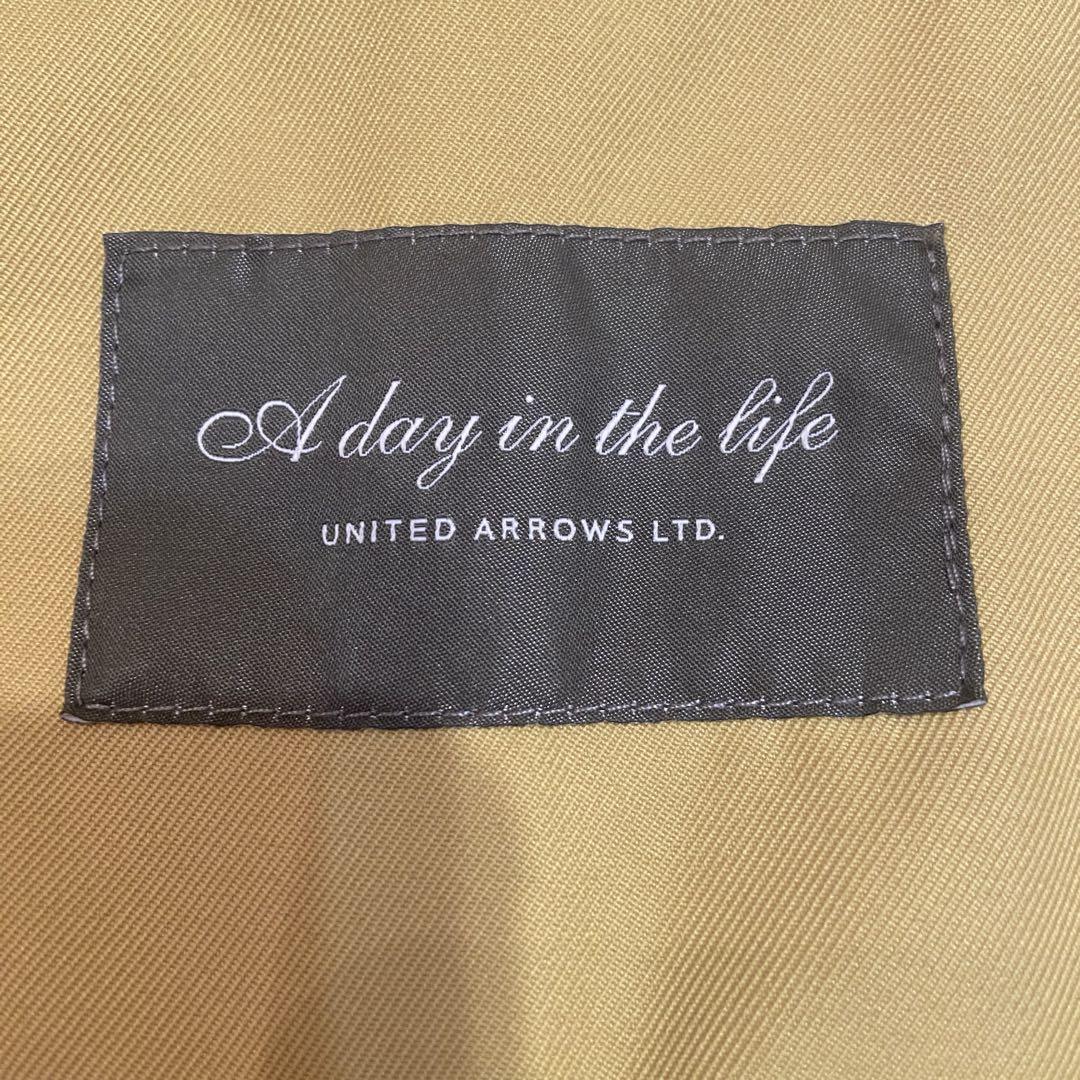 A day in the life
UNITED ARROWS LTD.